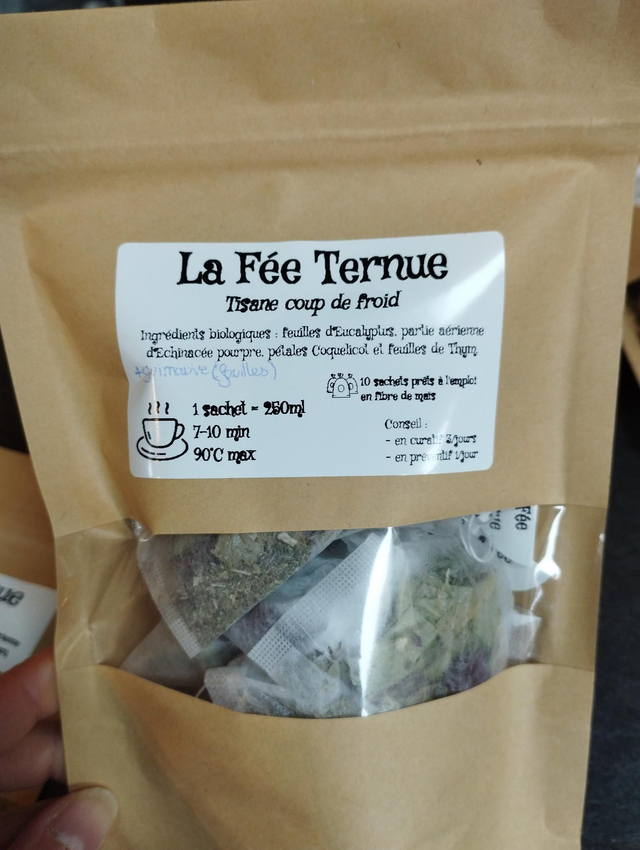 La Fée Ternue
Tisane coup de froid
Ingrédients biologiques : feuilles d'Eucalyptus, partie aérienne
d'Echinacée pourpre, pétales Coquelicot et feuilles de Thym.
+guimauve (feuilles)
10 sachets prêts à l'emploi
en fibre de maïs
1 sachet = 250ml
7-10 min
90°C max
Conseil :
- en curatif 3/jours
- en préventif 1/jour
Fée